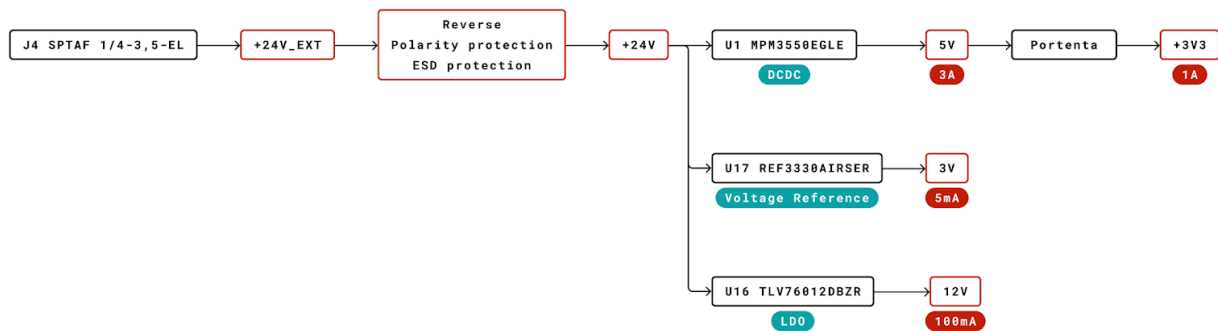 J4 SPTAF 1/4-3,5-EL
+24V_EXT
Reverse
Polarity protection
ESD protection
+24V
U1 MPM3550EGLE
DCDC
5V
3A
Portenta
+3V3
1A
U17 REF3330AIRSER
Voltage Reference
3V
5mA
U16 TLV76012DBZR
LDO
12V
100mA